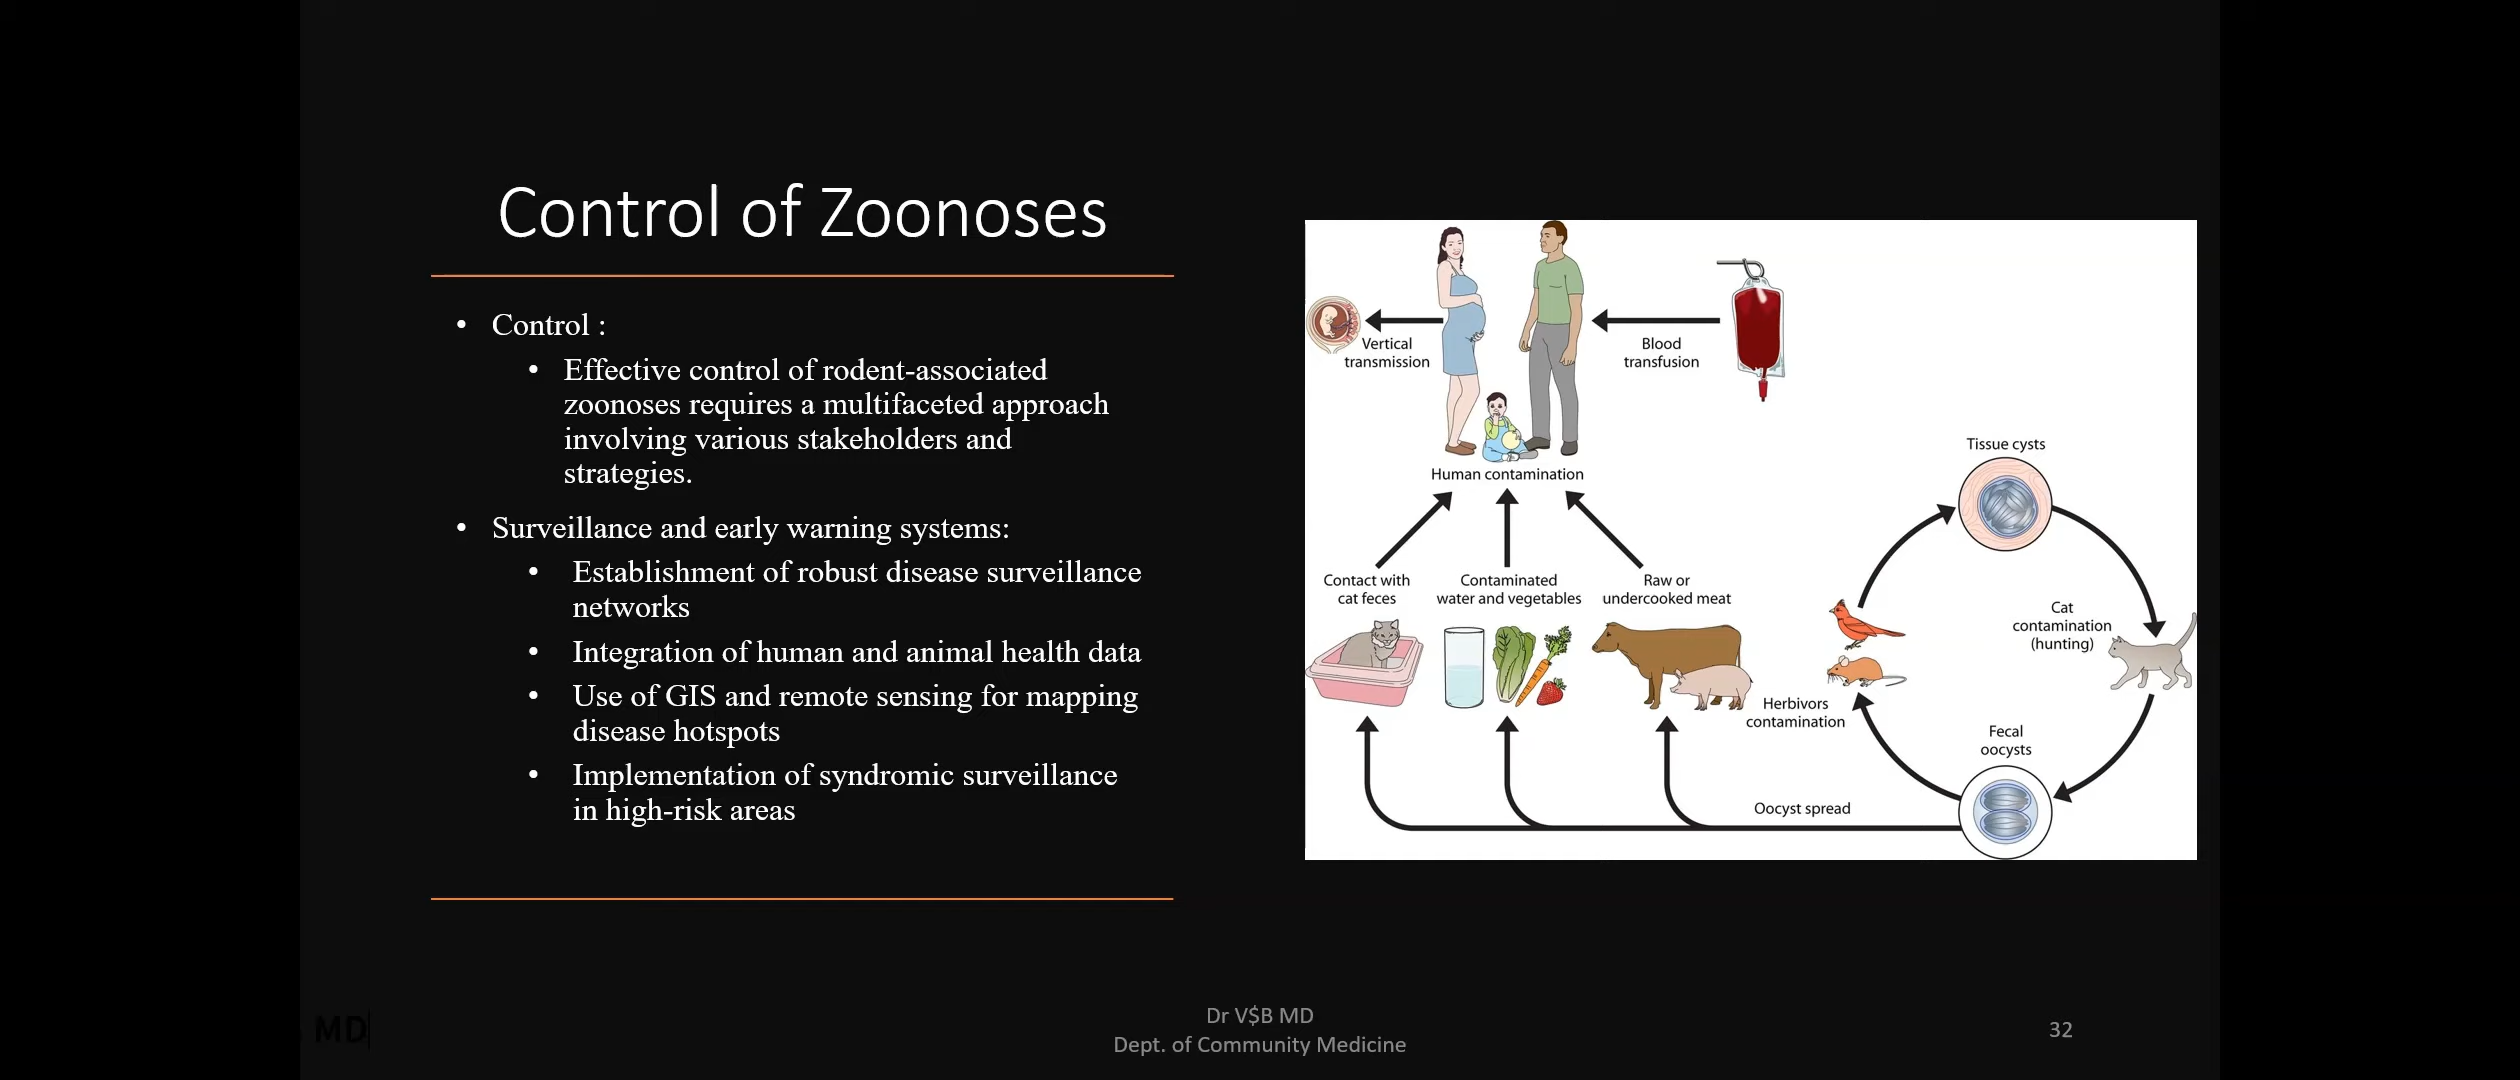 Control of Zoonoses
• Control :
• Effective control of rodent-associated
zoonoses requires a multifaceted approach
involving various stakeholders and
strategies.
• Surveillance and early warning systems:
• Establishment of robust disease surveillance
networks
• Integration of human and animal health data
• Use of GIS and remote sensing for mapping
disease hotspots
• Implementation of syndromic surveillance
in high-risk areas
Vertical
transmission
Blood
transfusion
Human contamination
Contact with
cat feces
Contaminated
water and vegetables
Raw or
undercooked meat
Tissue cysts
Cat
contamination
(hunting)
Herbivors
contamination
Fecal
oocysts
Oocyst spread
MD
Dr V$B MD
Dept. of Community Medicine
32